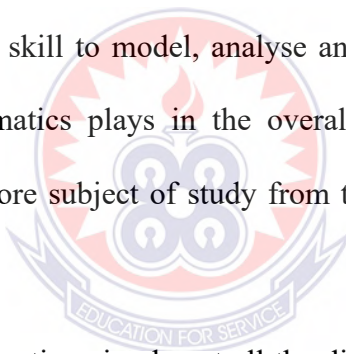 skill to model, analyse an
matics plays in the overal
ore subject of study from t
EDUCATION FOR SERVICE